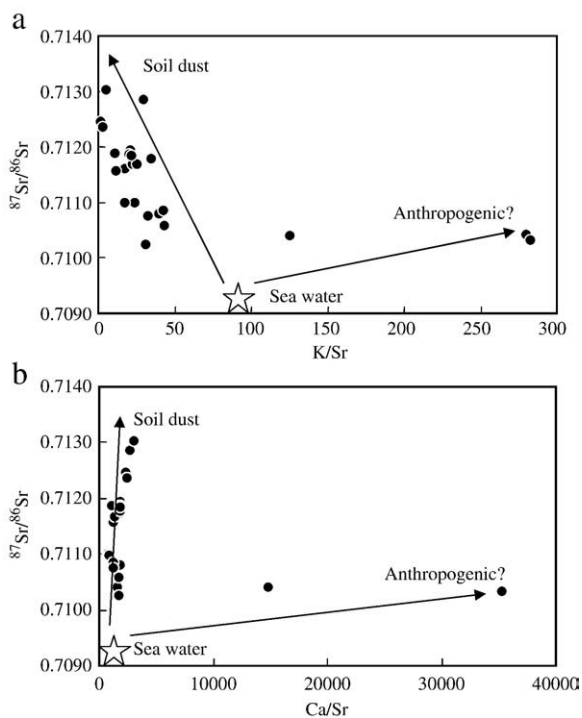 a
0.7140
Soil dust
0.7130
0.7120
0.7110
Anthropogenic?
0.7100
Sea water
0.7090
⁸⁷Sr/⁸⁶Sr
0 50 100 150 200 250 300
K/Sr
b
0.7140
Soil dust
0.7130
0.7120
0.7110
Anthropogenic?
0.7100
Sea water
0.7090
⁸⁷Sr/⁸⁶Sr
0 10000 20000 30000 40000
Ca/Sr